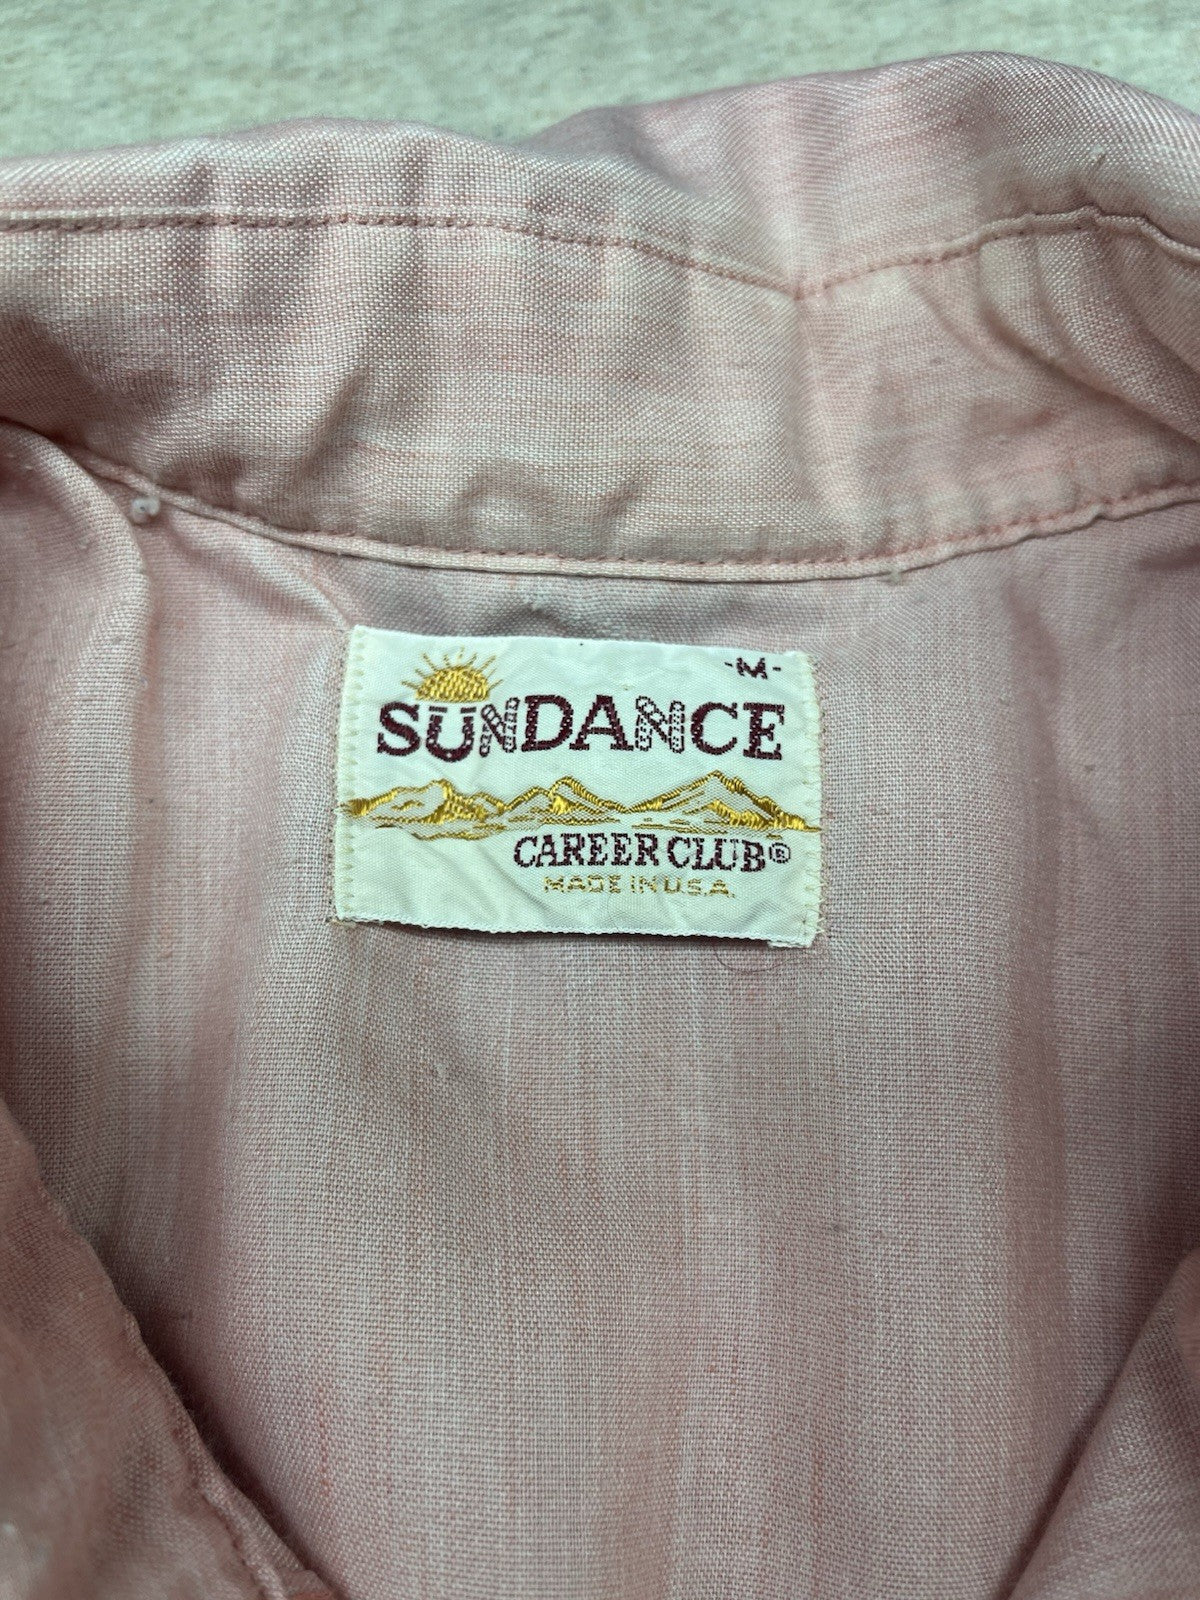 -M-
SUNDANCE
CAREER CLUB®
MADE IN U.S.A.